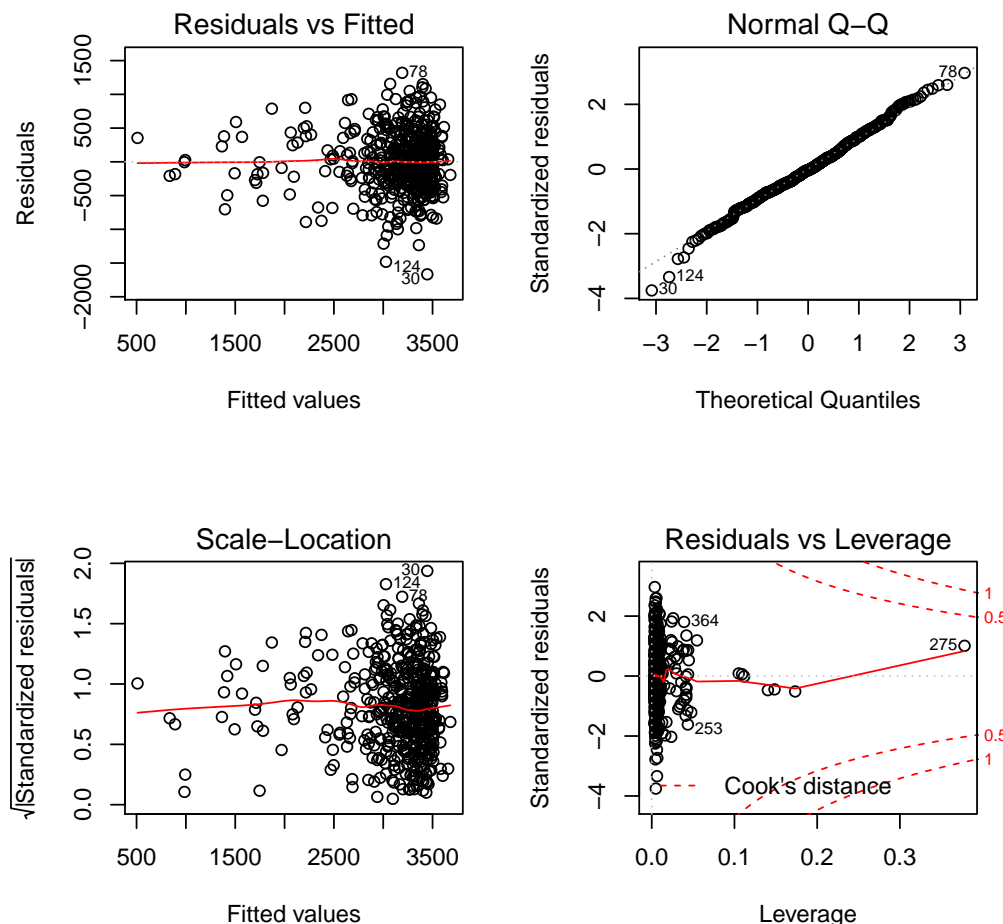 Residuals vs Fitted
Residuals
−2000 −500 500 1500
78
124
30
500 1500 2500 3500
Fitted values
Normal Q−Q
Standardized residuals
−4 −2 0 2
78
124
30
−3 −2 −1 0 1 2 3
Theoretical Quantiles
Scale−Location
√|Standardized residuals|
0.0 0.5 1.0 1.5 2.0
30
124
78
500 1500 2500 3500
Fitted values
Residuals vs Leverage
Standardized residuals
−4 −2 0 2
364
275
253
1
0.5
0.5
1
Cook's distance
0.0 0.1 0.2 0.3
Leverage